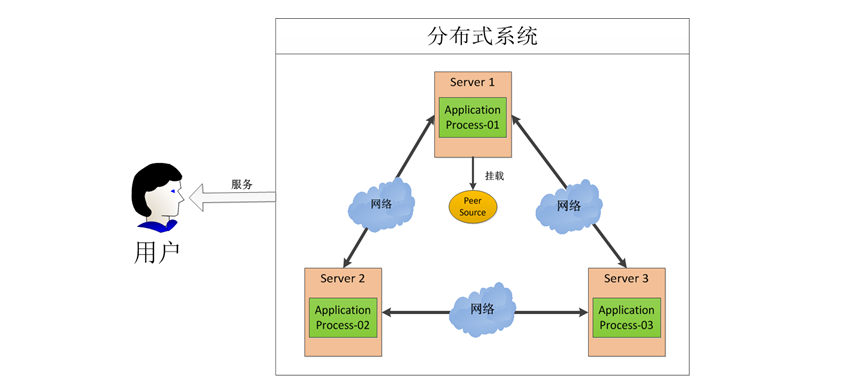 分布式系统
Server 1
Application
Process-01
挂载
服务
网络
Peer
Source
网络
用户
Server 2
Server 3
Application
Process-02
网络
Application
Process-03